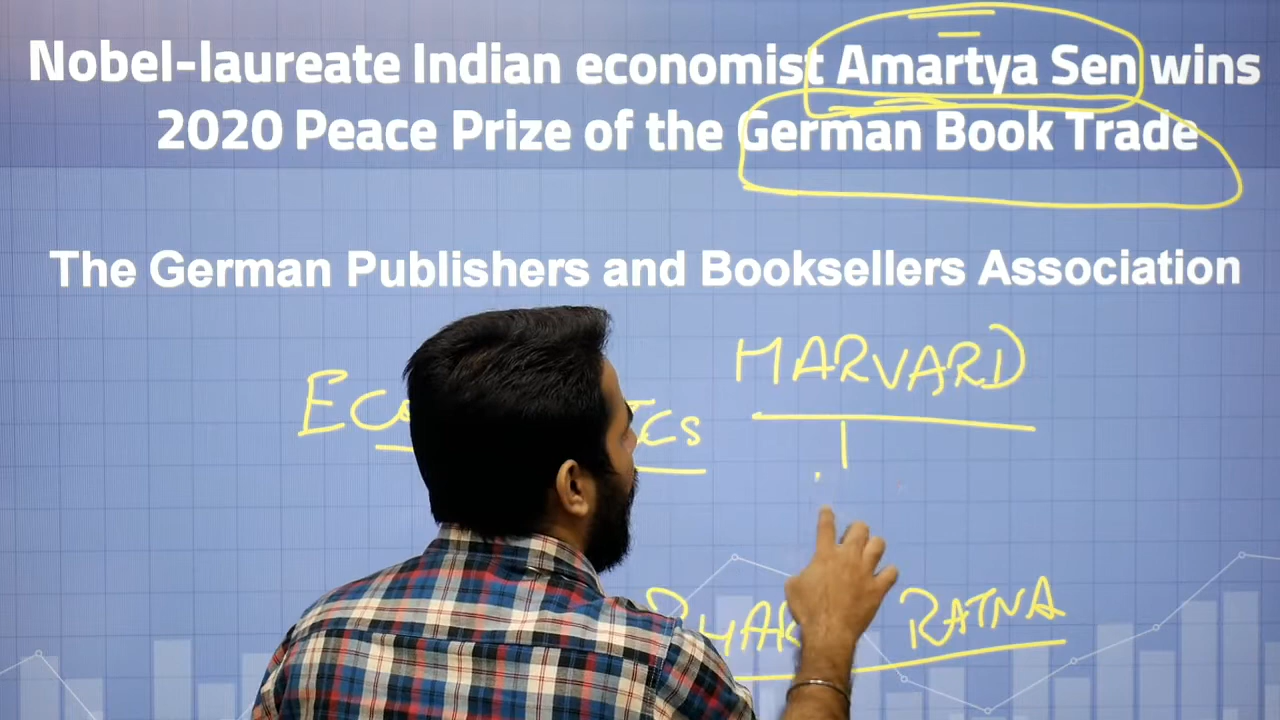 Nobel-laureate Indian economist Amartya Sen wins
2020 Peace Prize of the German Book Trade
The German Publishers and Booksellers Association
HARVARD
RATNA